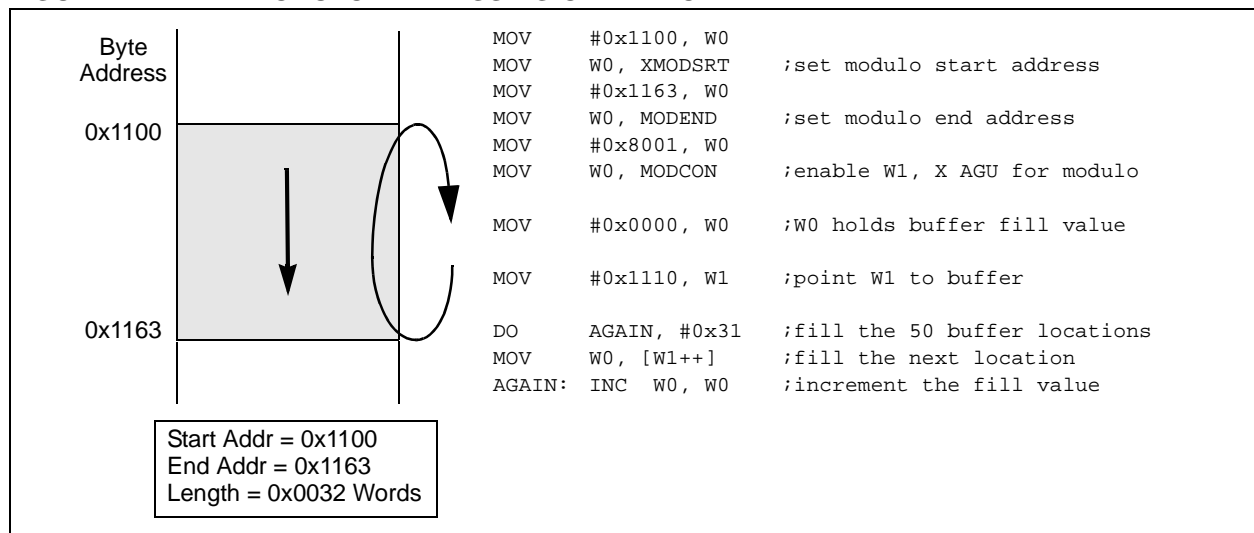 Byte
Address
0x1100
0x1163
Start Addr = 0x1100
End Addr = 0x1163
Length = 0x0032 Words
MOV #0x1100, W0
MOV W0, XMODSRT ;set modulo start address
MOV #0x1163, W0
MOV W0, MODEND ;set modulo end address
MOV #0x8001, W0
MOV W0, MODCON ;enable W1, X AGU for modulo
MOV #0x0000, W0 ;W0 holds buffer fill value
MOV #0x1110, W1 ;point W1 to buffer
DO AGAIN, #0x31 ;fill the 50 buffer locations
MOV W0, [W1++] ;fill the next location
AGAIN: INC W0, W0 ;increment the fill value